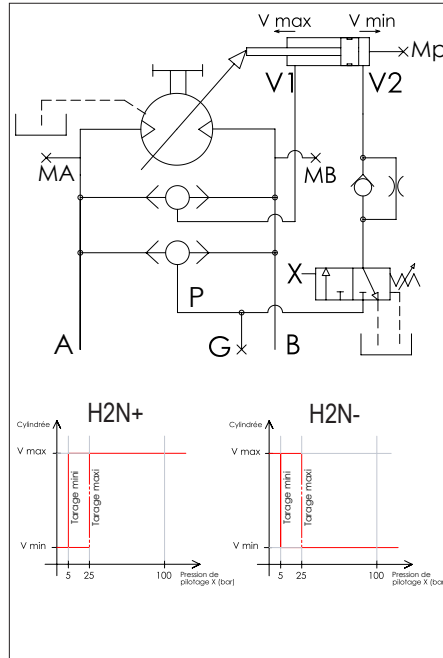 V max V min
Mp
V1 V2
MA MB
X
P
A G B
H2N+ H2N-
Cylindrée Cylindrée
V max V max
Tarage mini Tarage maxi Tarage mini Tarage maxi
V min V min
5 25 100 5 25 100
Pression de pilotage X (bar) Pression de pilotage X (bar)